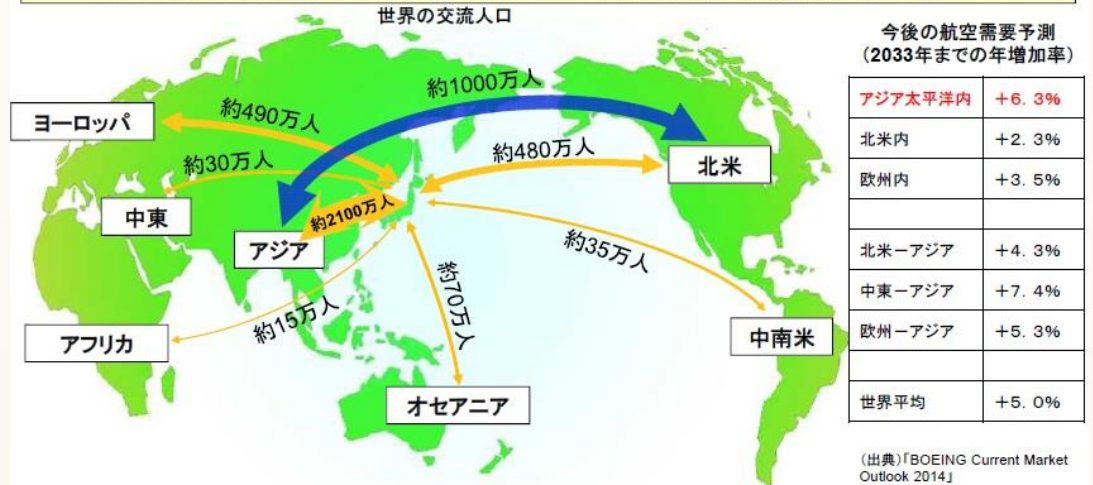 世界の交流人口
約1000万人
ヨーロッパ
約490万人
約480万人
北米
約30万人
中東
約2100万人
アジア
約35万人
約70万人
約15万人
アフリカ
中南米
オセアニア
今後の航空需要予測
（2033年までの年増加率）
アジア太平洋内 +6. 3%
北米内 +2. 3%
欧州内 +3. 5%
北米－アジア +4. 3%
中東－アジア +7. 4%
欧州－アジア +5. 3%
世界平均 +5. 0%
（出典）「BOEING Current Market
Outlook 2014」